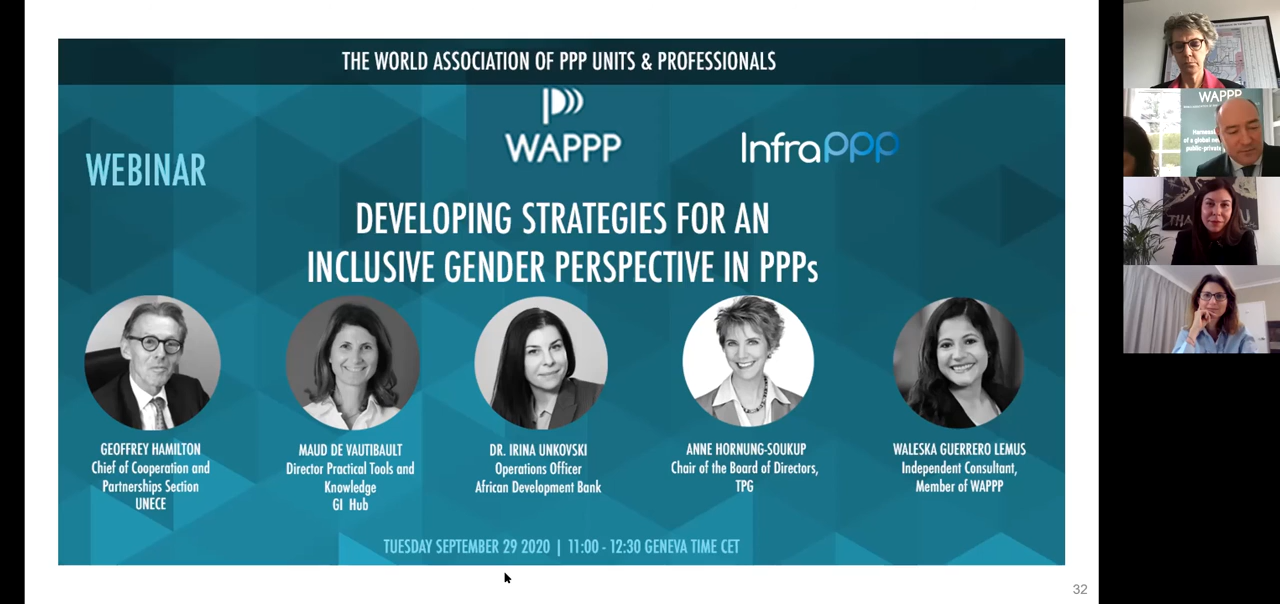 THE WORLD ASSOCIATION OF PPP UNITS & PROFESSIONALS
WAPPP
InfraPPP
WEBINAR
DEVELOPING STRATEGIES FOR AN
INCLUSIVE GENDER PERSPECTIVE IN PPPs
GEOFFREY HAMILTON
Chief of Cooperation and
Partnerships Section
UNECE
MAUD DE VAUTIBAULT
Director Practical Tools and
Knowledge
GI Hub
DR. IRINA UNKOVSKI
Operations Officer
African Development Bank
ANNE HORNUNG-SOUKUP
Chair of the Board of Directors,
TPG
WALESKA GUERRERO LEMUS
Independent Consultant,
Member of WAPPP
TUESDAY SEPTEMBER 29 2020 | 11:00 - 12:30 GENEVA TIME CET
32
WAPPP
of a global
public-private